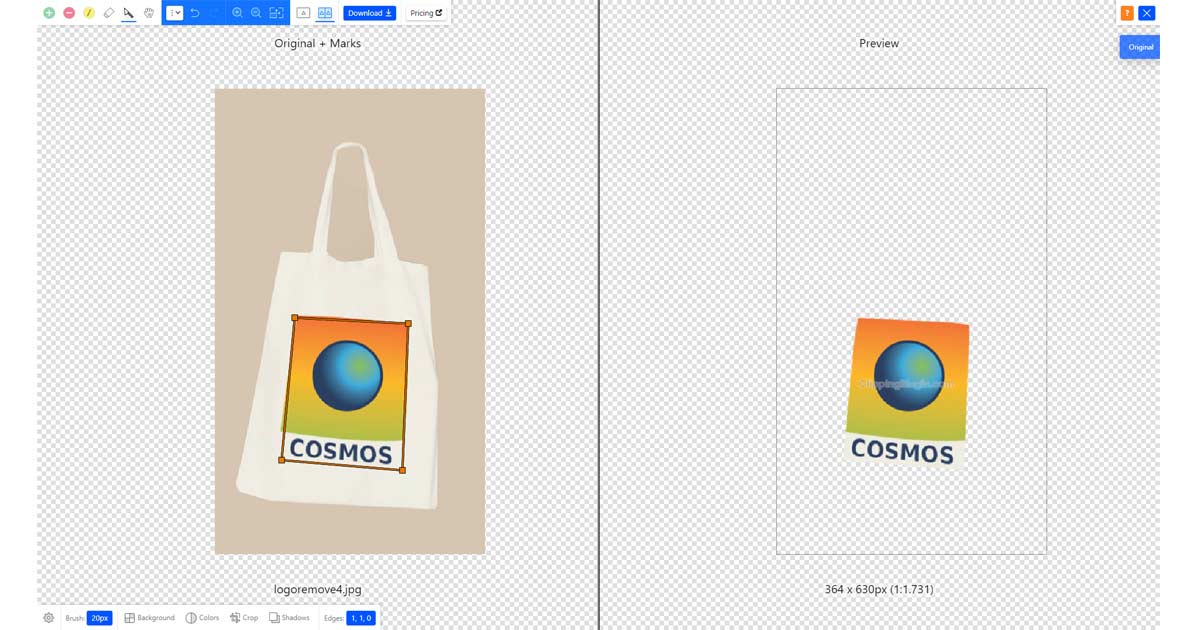 Download
Pricing
?
Original + Marks
Preview
Original
COSMOS
ClippingMagic.com
COSMOS
logoremove4.jpg
364 x 630px (1:1.731)
Brush:
20px
Background
Colors
Crop
Shadows
Edges:
1, 1, 0